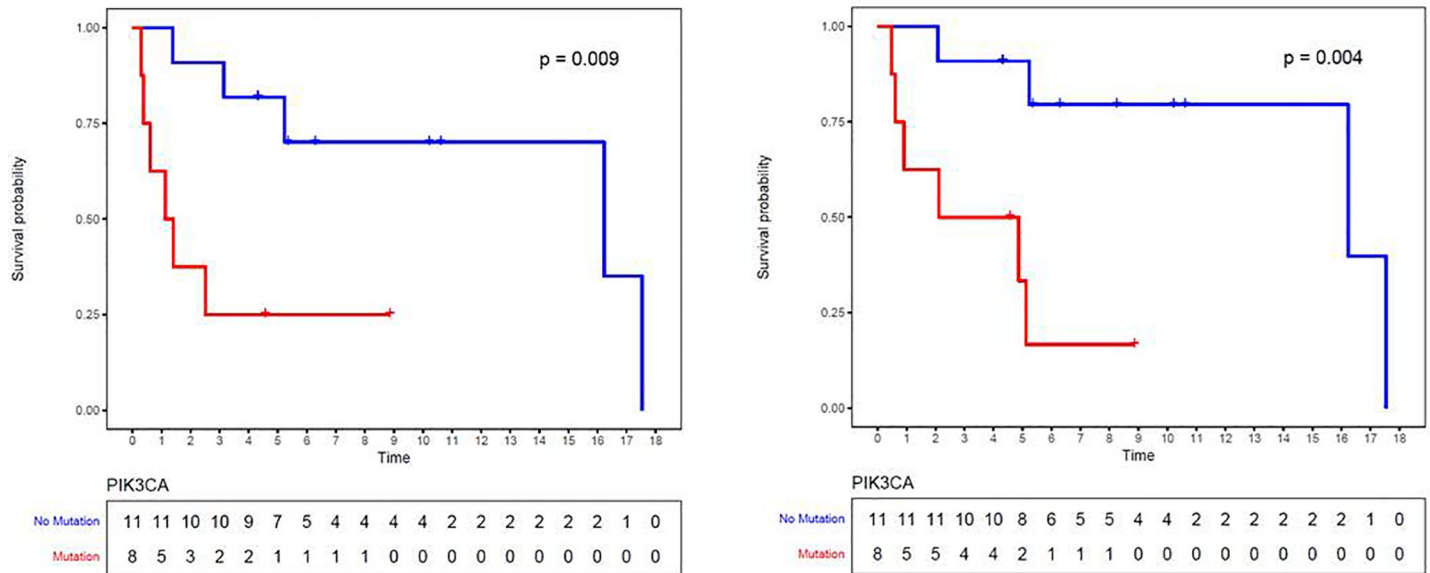 1.00
0.75
0.50
0.25
0.00
Survival probability
p = 0.009
0 1 2 3 4 5 6 7 8 9 10 11 12 13 14 15 16 17 18
Time
PIK3CA
No Mutation 11 11 10 10 9 7 5 4 4 4 4 2 2 2 2 2 2 1 0
Mutation 8 5 3 2 2 1 1 1 1 0 0 0 0 0 0 0 0 0 0
1.00
0.75
0.50
0.25
0.00
Survival probability
p = 0.004
0 1 2 3 4 5 6 7 8 9 10 11 12 13 14 15 16 17 18
Time
PIK3CA
No Mutation 11 11 11 10 10 8 6 5 5 4 4 2 2 2 2 2 2 1 0
Mutation 8 5 5 4 4 2 1 1 1 0 0 0 0 0 0 0 0 0 0